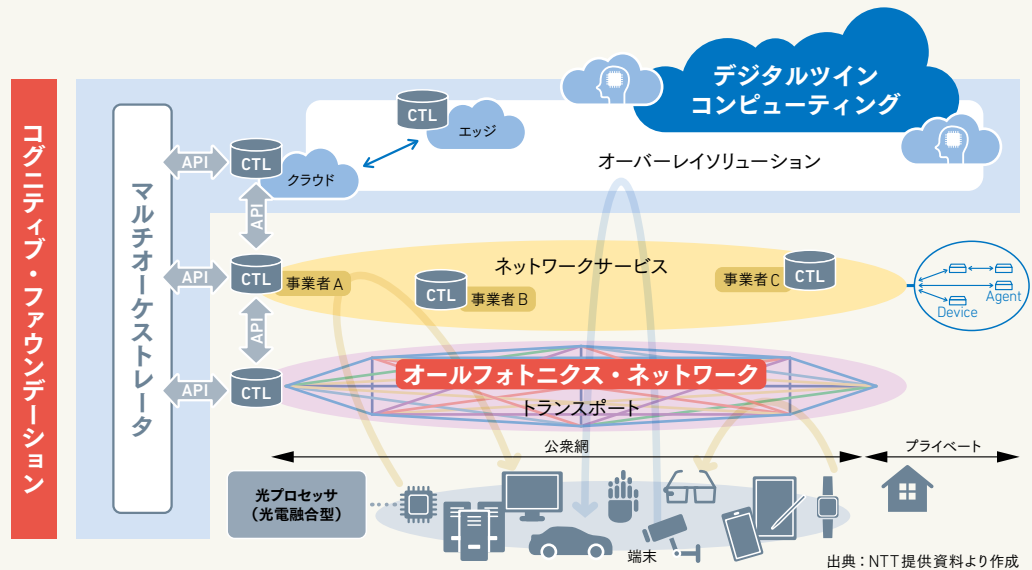 コグニティブ・ファウンデーション
マルチオーケストレータ
デジタルツイン
コンピューティング
CTL
エッジ
オーバーレイソリューション
API
CTL
クラウド
API
ネットワークサービス
API
CTL
事業者A
CTL
事業者B
事業者C
CTL
Agent
Device
API
オールフォトニクス・ネットワーク
API
CTL
トランスポート
公衆網
プライベート
光プロセッサ
（光電融合型）
端末
出典：NTT提供資料より作成